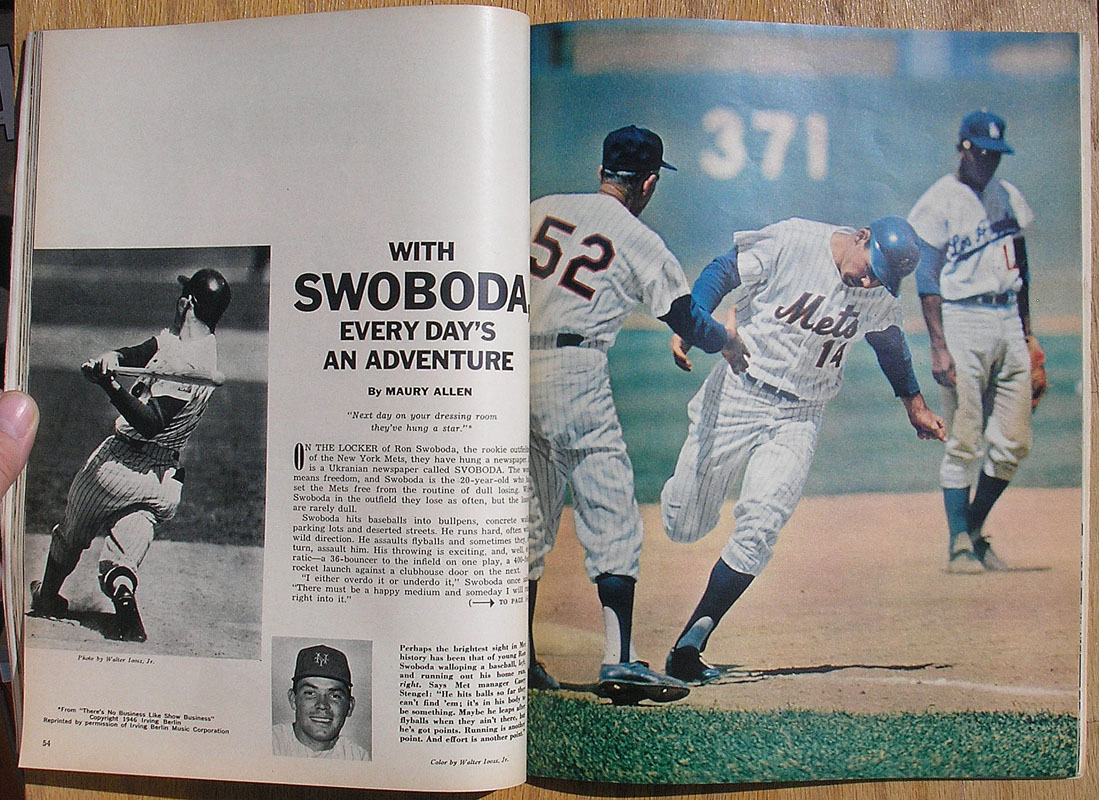 WITH
SWOBODA,
EVERY DAY'S
AN ADVENTURE
By MAURY ALLEN
"Next day on your dressing room
they've hung a star."*
ON THE LOCKER of Ron Swoboda, the rookie
of the New York Mets, they have hung a newspaper.
is a Ukranian newspaper called SVOBODA. The
means freedom, and Swoboda is the 20-year-old
set the Mets free from the routine of dull losing.
Swoboda in the outfield they lose as often, but the
are rarely dull.
Swoboda hits baseballs into bullpens, concrete
parking lots and deserted streets. He runs hard, often
wild direction. He assaults flyballs and sometimes they,
turn, assault him. His throwing is exciting, and, well,
ratic—a 36-bouncer to the infield on one play, a
rocket launch against a clubhouse door on the next.
"I either overdo it or underdo it," Swoboda once
"There must be a happy medium and someday I will
right into it."
TO PAGE
Photo by Walter Iooss, Jr.
Perhaps the brightest sight in
history has been that of young
Swoboda walloping a baseball, left,
and running out his home run,
right. Says Met manager Casey
Stengel: "He hits balls so far they
can't find 'em; it's in his body to
be something. Maybe he leaps after
flyballs when they ain't there, but
he's got points. Running is another
point. And effort is another point."
*From "There's No Business Like Show Business"
Copyright 1946 Irving Berlin
Reprinted by permission of Irving Berlin Music Corporation
54
Color by Walter Iooss, Jr.
371
52
Mets
14
Los